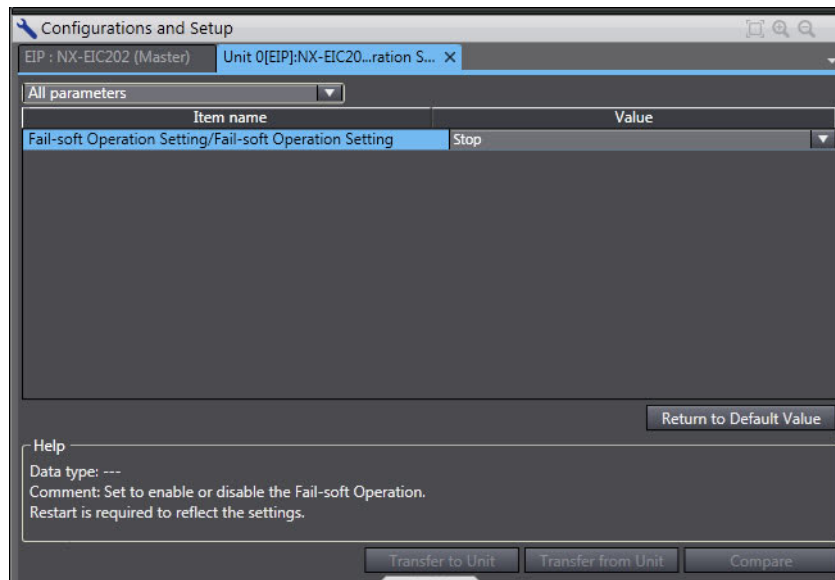 Configurations and Setup
EIP : NX-EIC202 (Master)
Unit 0[EIP]:NX-EIC20...ration S...
All parameters
Item name
Value
Fail-soft Operation Setting/Fail-soft Operation Setting
Stop
Return to Default Value
Help
Data type: ---
Comment: Set to enable or disable the Fail-soft Operation.
Restart is required to reflect the settings.
Transfer to Unit
Transfer from Unit
Compare